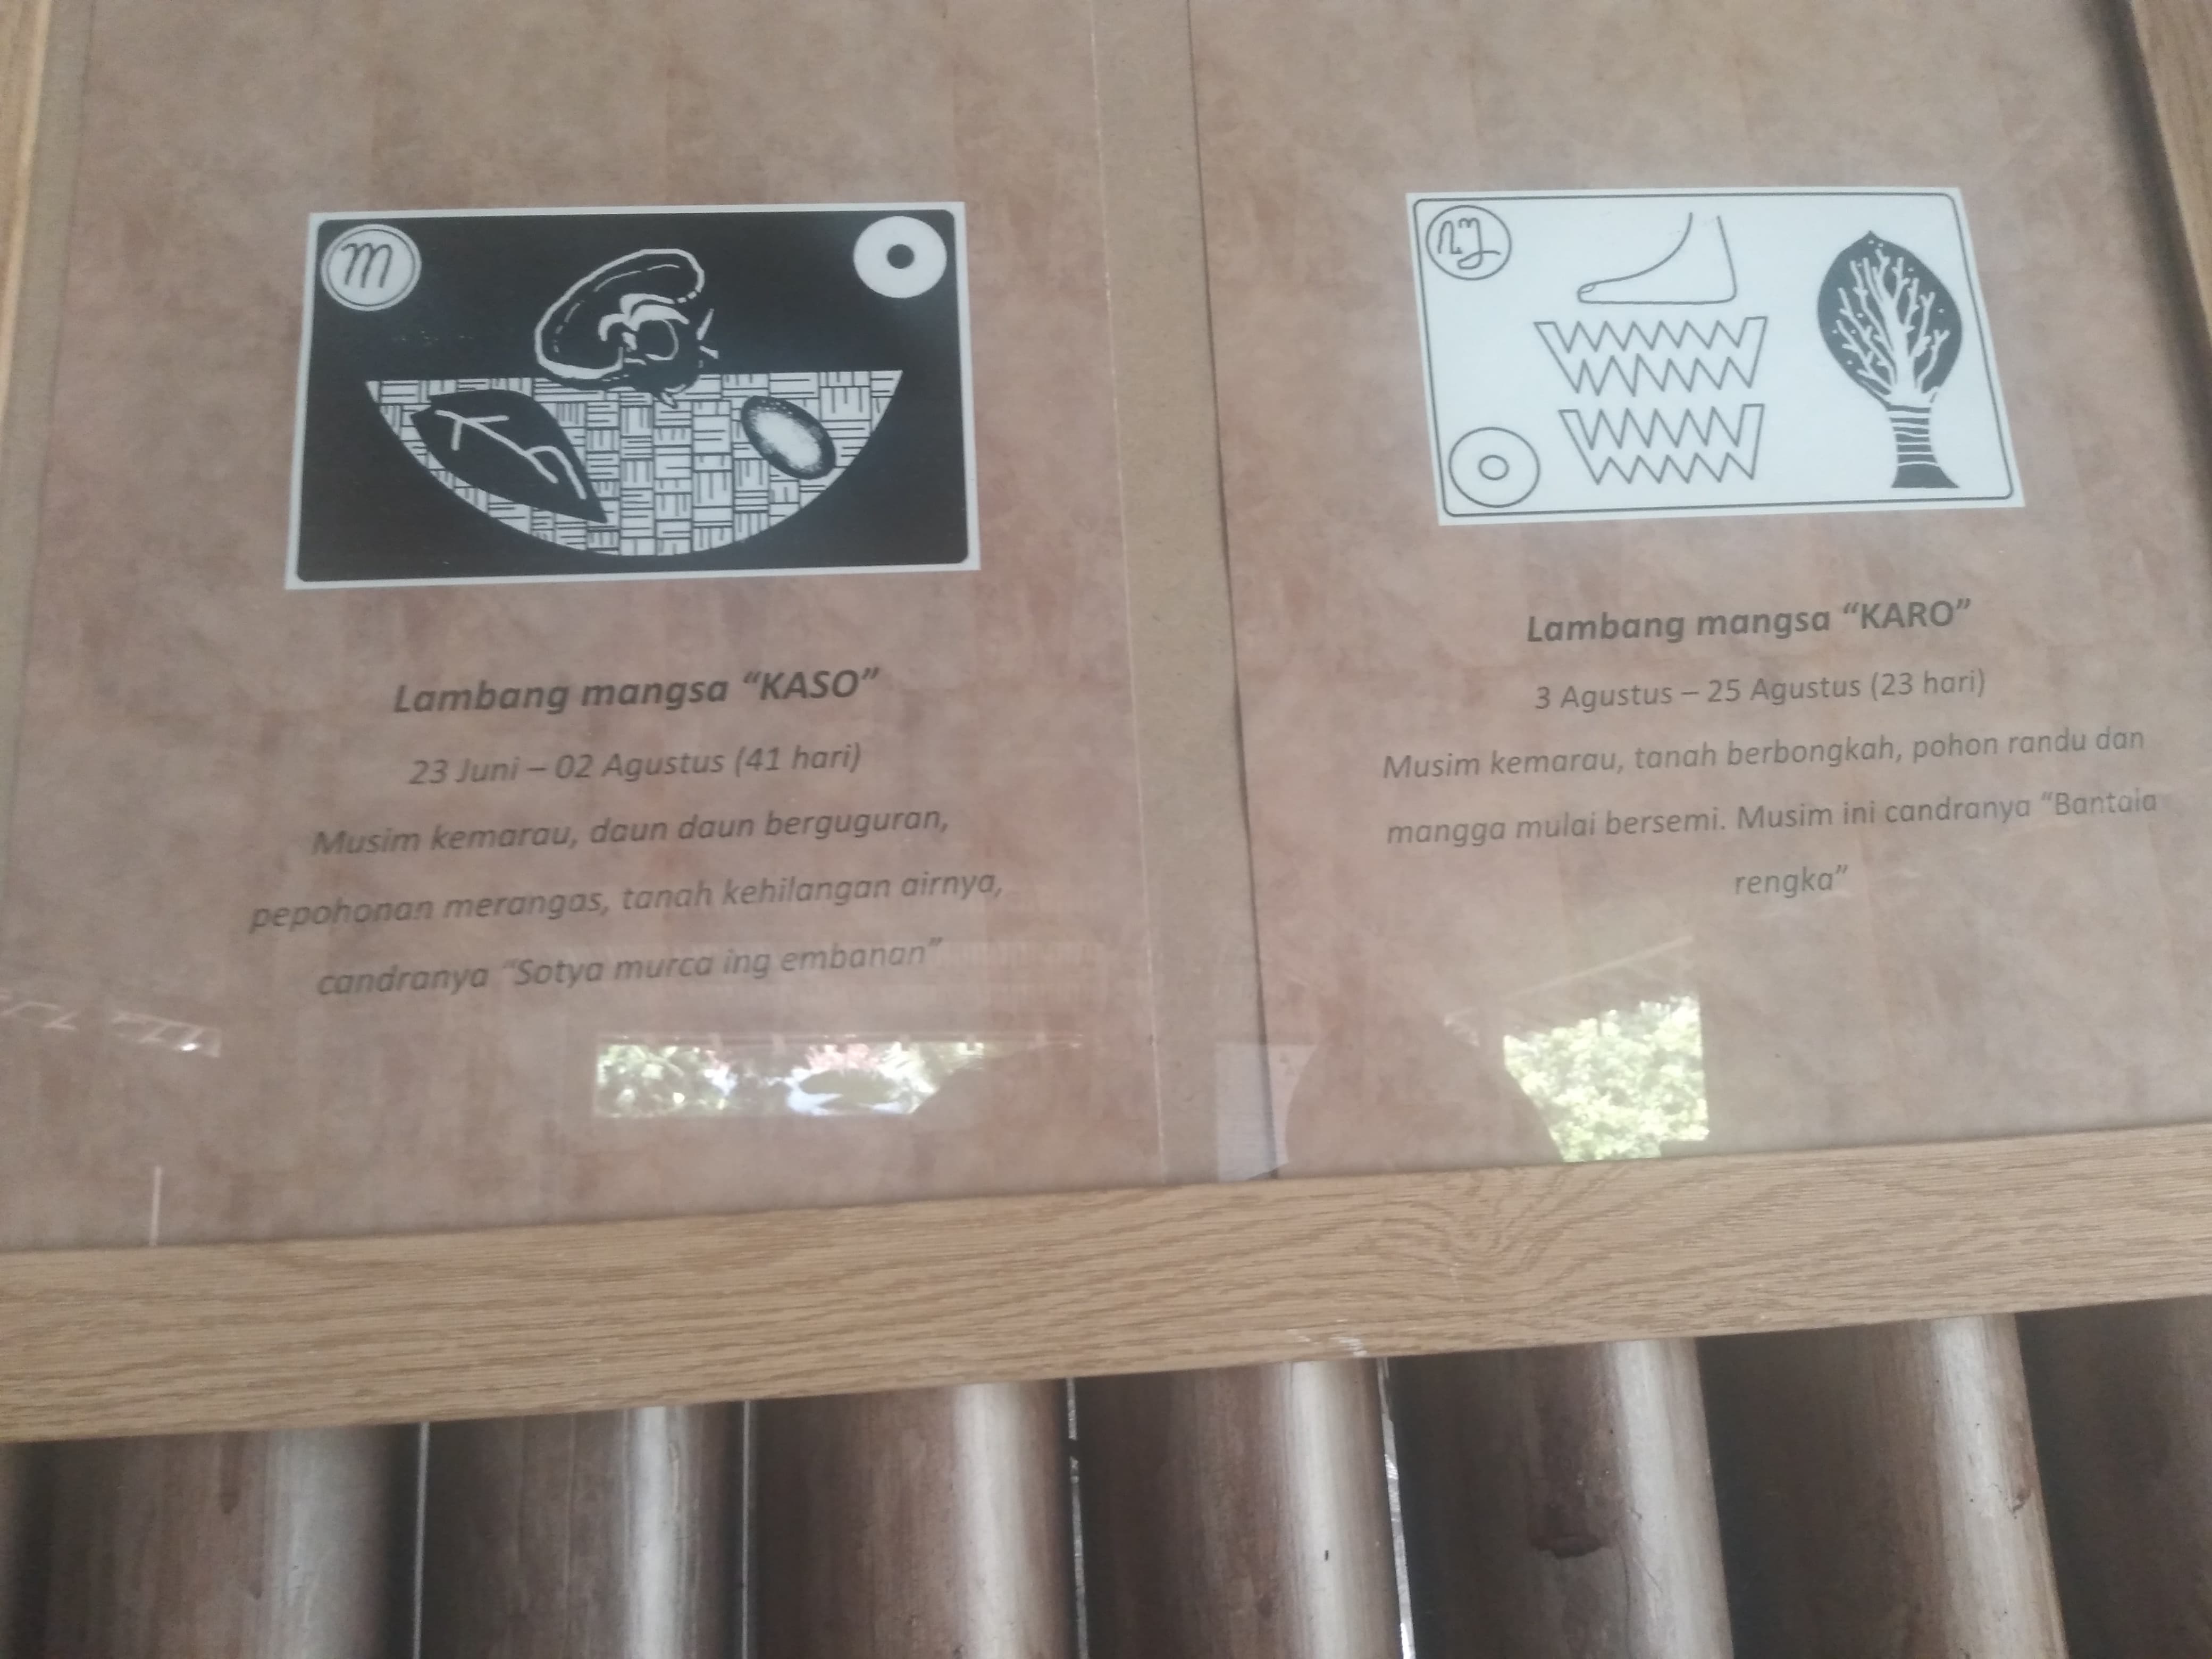 Lambang mangsa “KASO”
23 Juni – 02 Agustus (41 hari)
Musim kemarau, daun daun berguguran,
pepohonan merangas, tanah kehilangan airnya,
candranya “Sotya murca ing embanan”
Lambang mangsa “KARO”
3 Agustus – 25 Agustus (23 hari)
Musim kemarau, tanah berbongkah, pohon randu dan
mangga mulai bersemi. Musim ini candranya “Bantala
rengka”